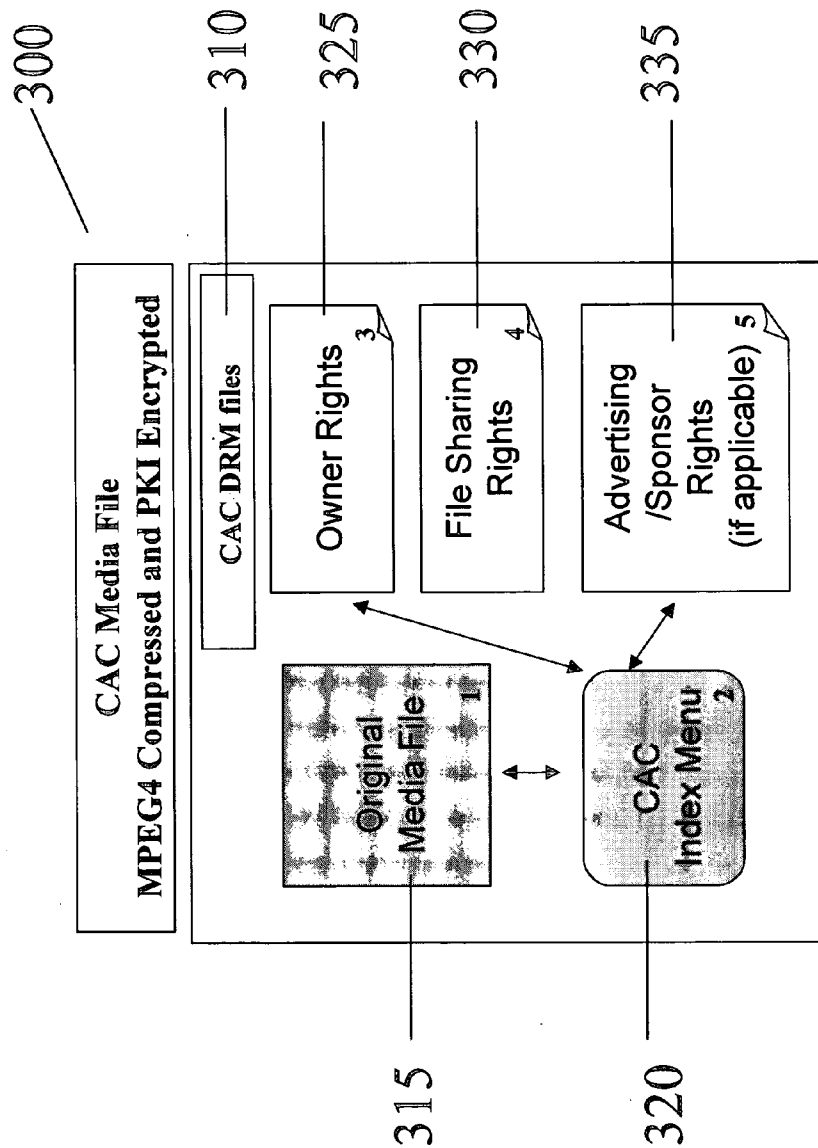 300
CAC Media File
MPEG4 Compressed and PKI Encrypted
CAC DRM files
310
Original
Media File
1
315
Owner Rights
3
325
File Sharing
Rights
4
330
CAC
Index Menu
2
320
Advertising
/Sponsor
Rights
(if applicable)
5
335